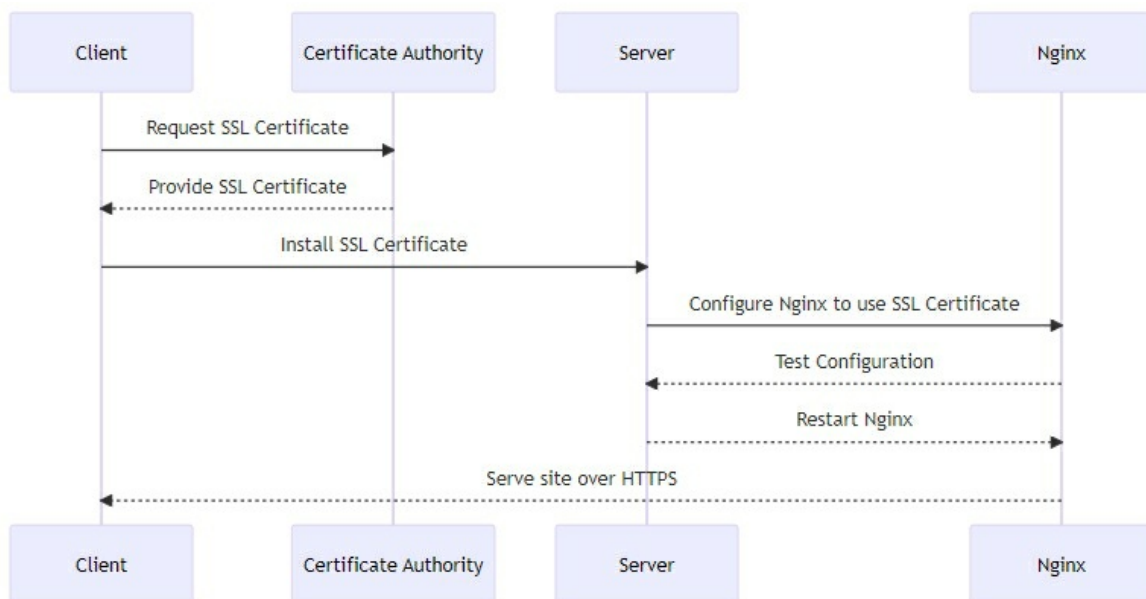 Client
Certificate Authority
Server
Nginx
Request SSL Certificate
Provide SSL Certificate
Install SSL Certificate
Configure Nginx to use SSL Certificate
Test Configuration
Restart Nginx
Serve site over HTTPS
Client
Certificate Authority
Server
Nginx